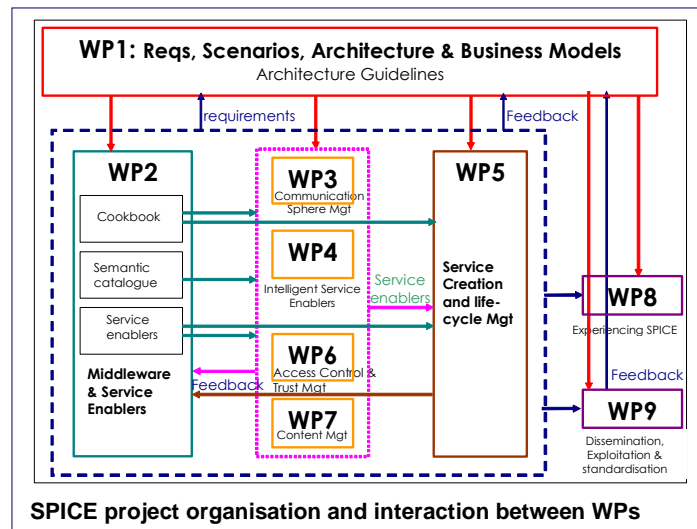 WP1: Reqs, Scenarios, Architecture & Business Models
Architecture Guidelines
requirements
Feedback
WP2
Cookbook
Semantic
catalogue
Service
enablers
Middleware
& Service
Enablers
WP3
Communication
Sphere Mgt
WP4
Intelligent Service
Enablers
WP6
Access Control &
Trust Mgt
WP7
Content Mgt
Feedback
Service
enablers
WP5
Service
Creation
and life-
cycle Mgt
WP8
Experiencing SPICE
Feedback
WP9
Dissemination,
Exploitation &
standardisation
SPICE project organisation and interaction between WPs